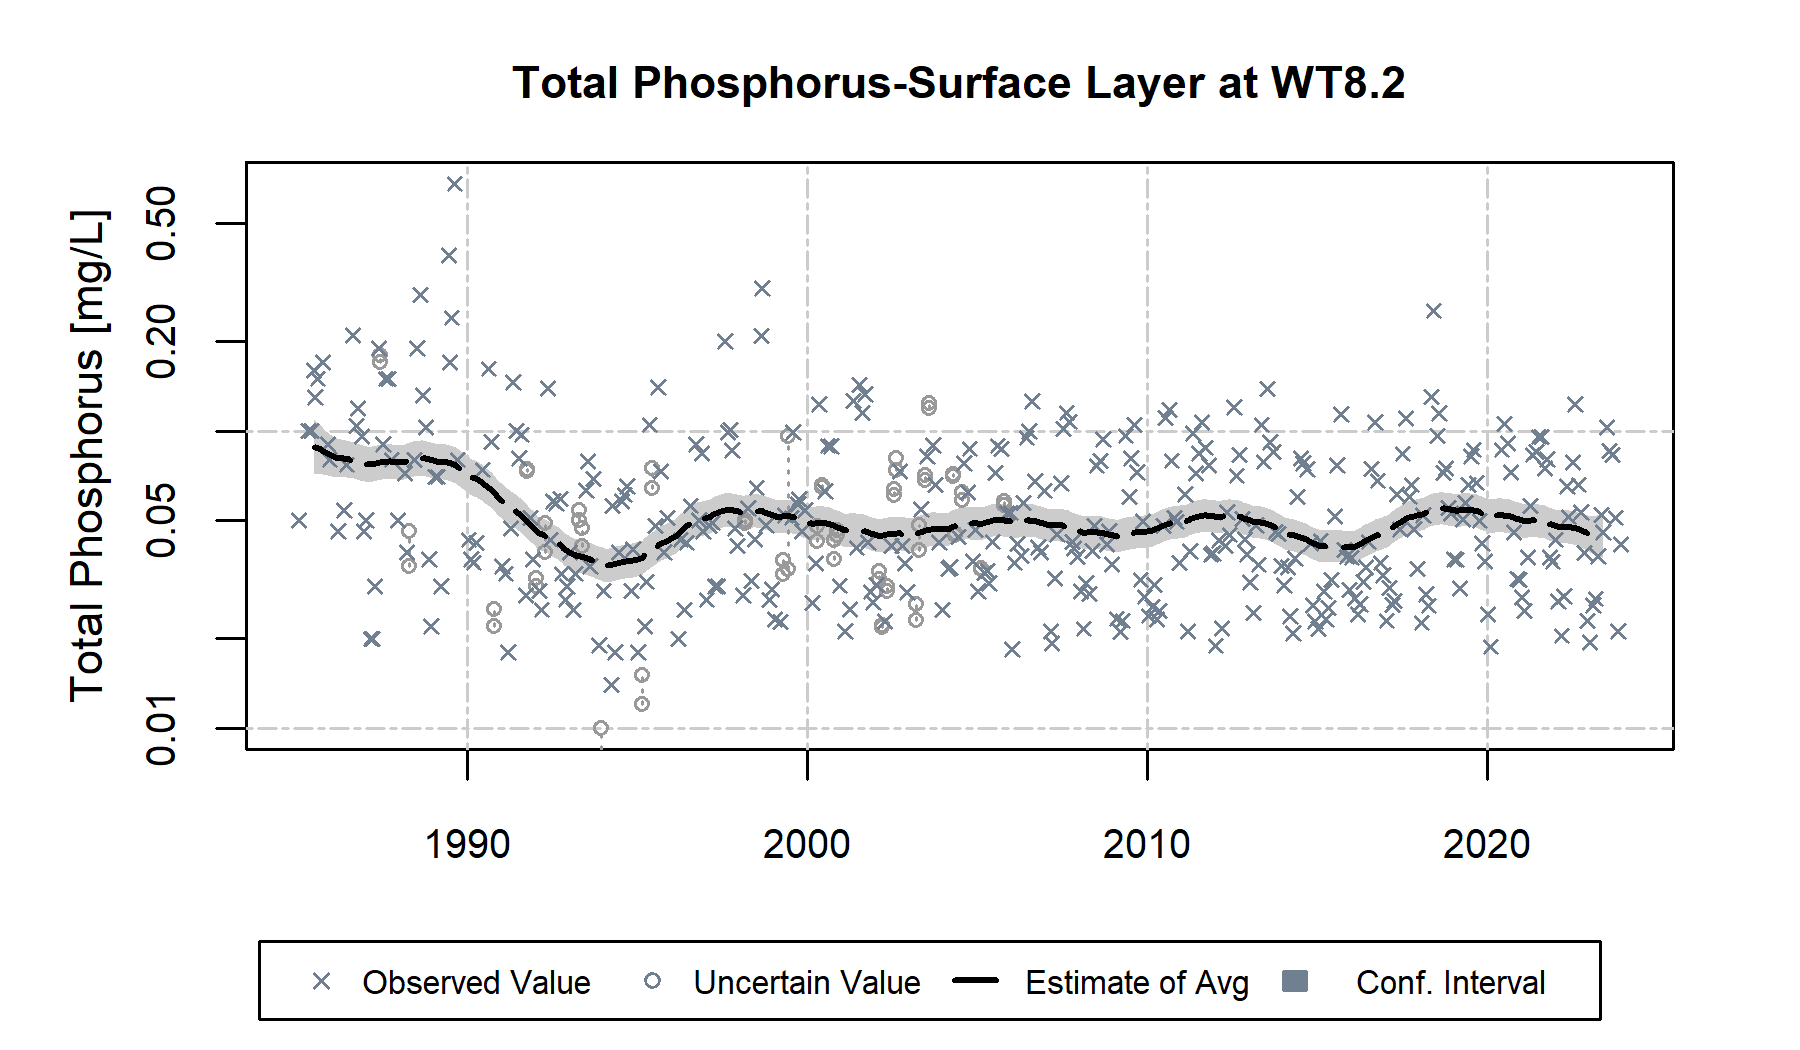 Total Phosphorus-Surface Layer at WT8.2
Total Phosphorus [mg/L]
0.50
0.20
0.05
0.01
1990 2000 2010 2020
Observed Value Uncertain Value Estimate of Avg Conf. Interval